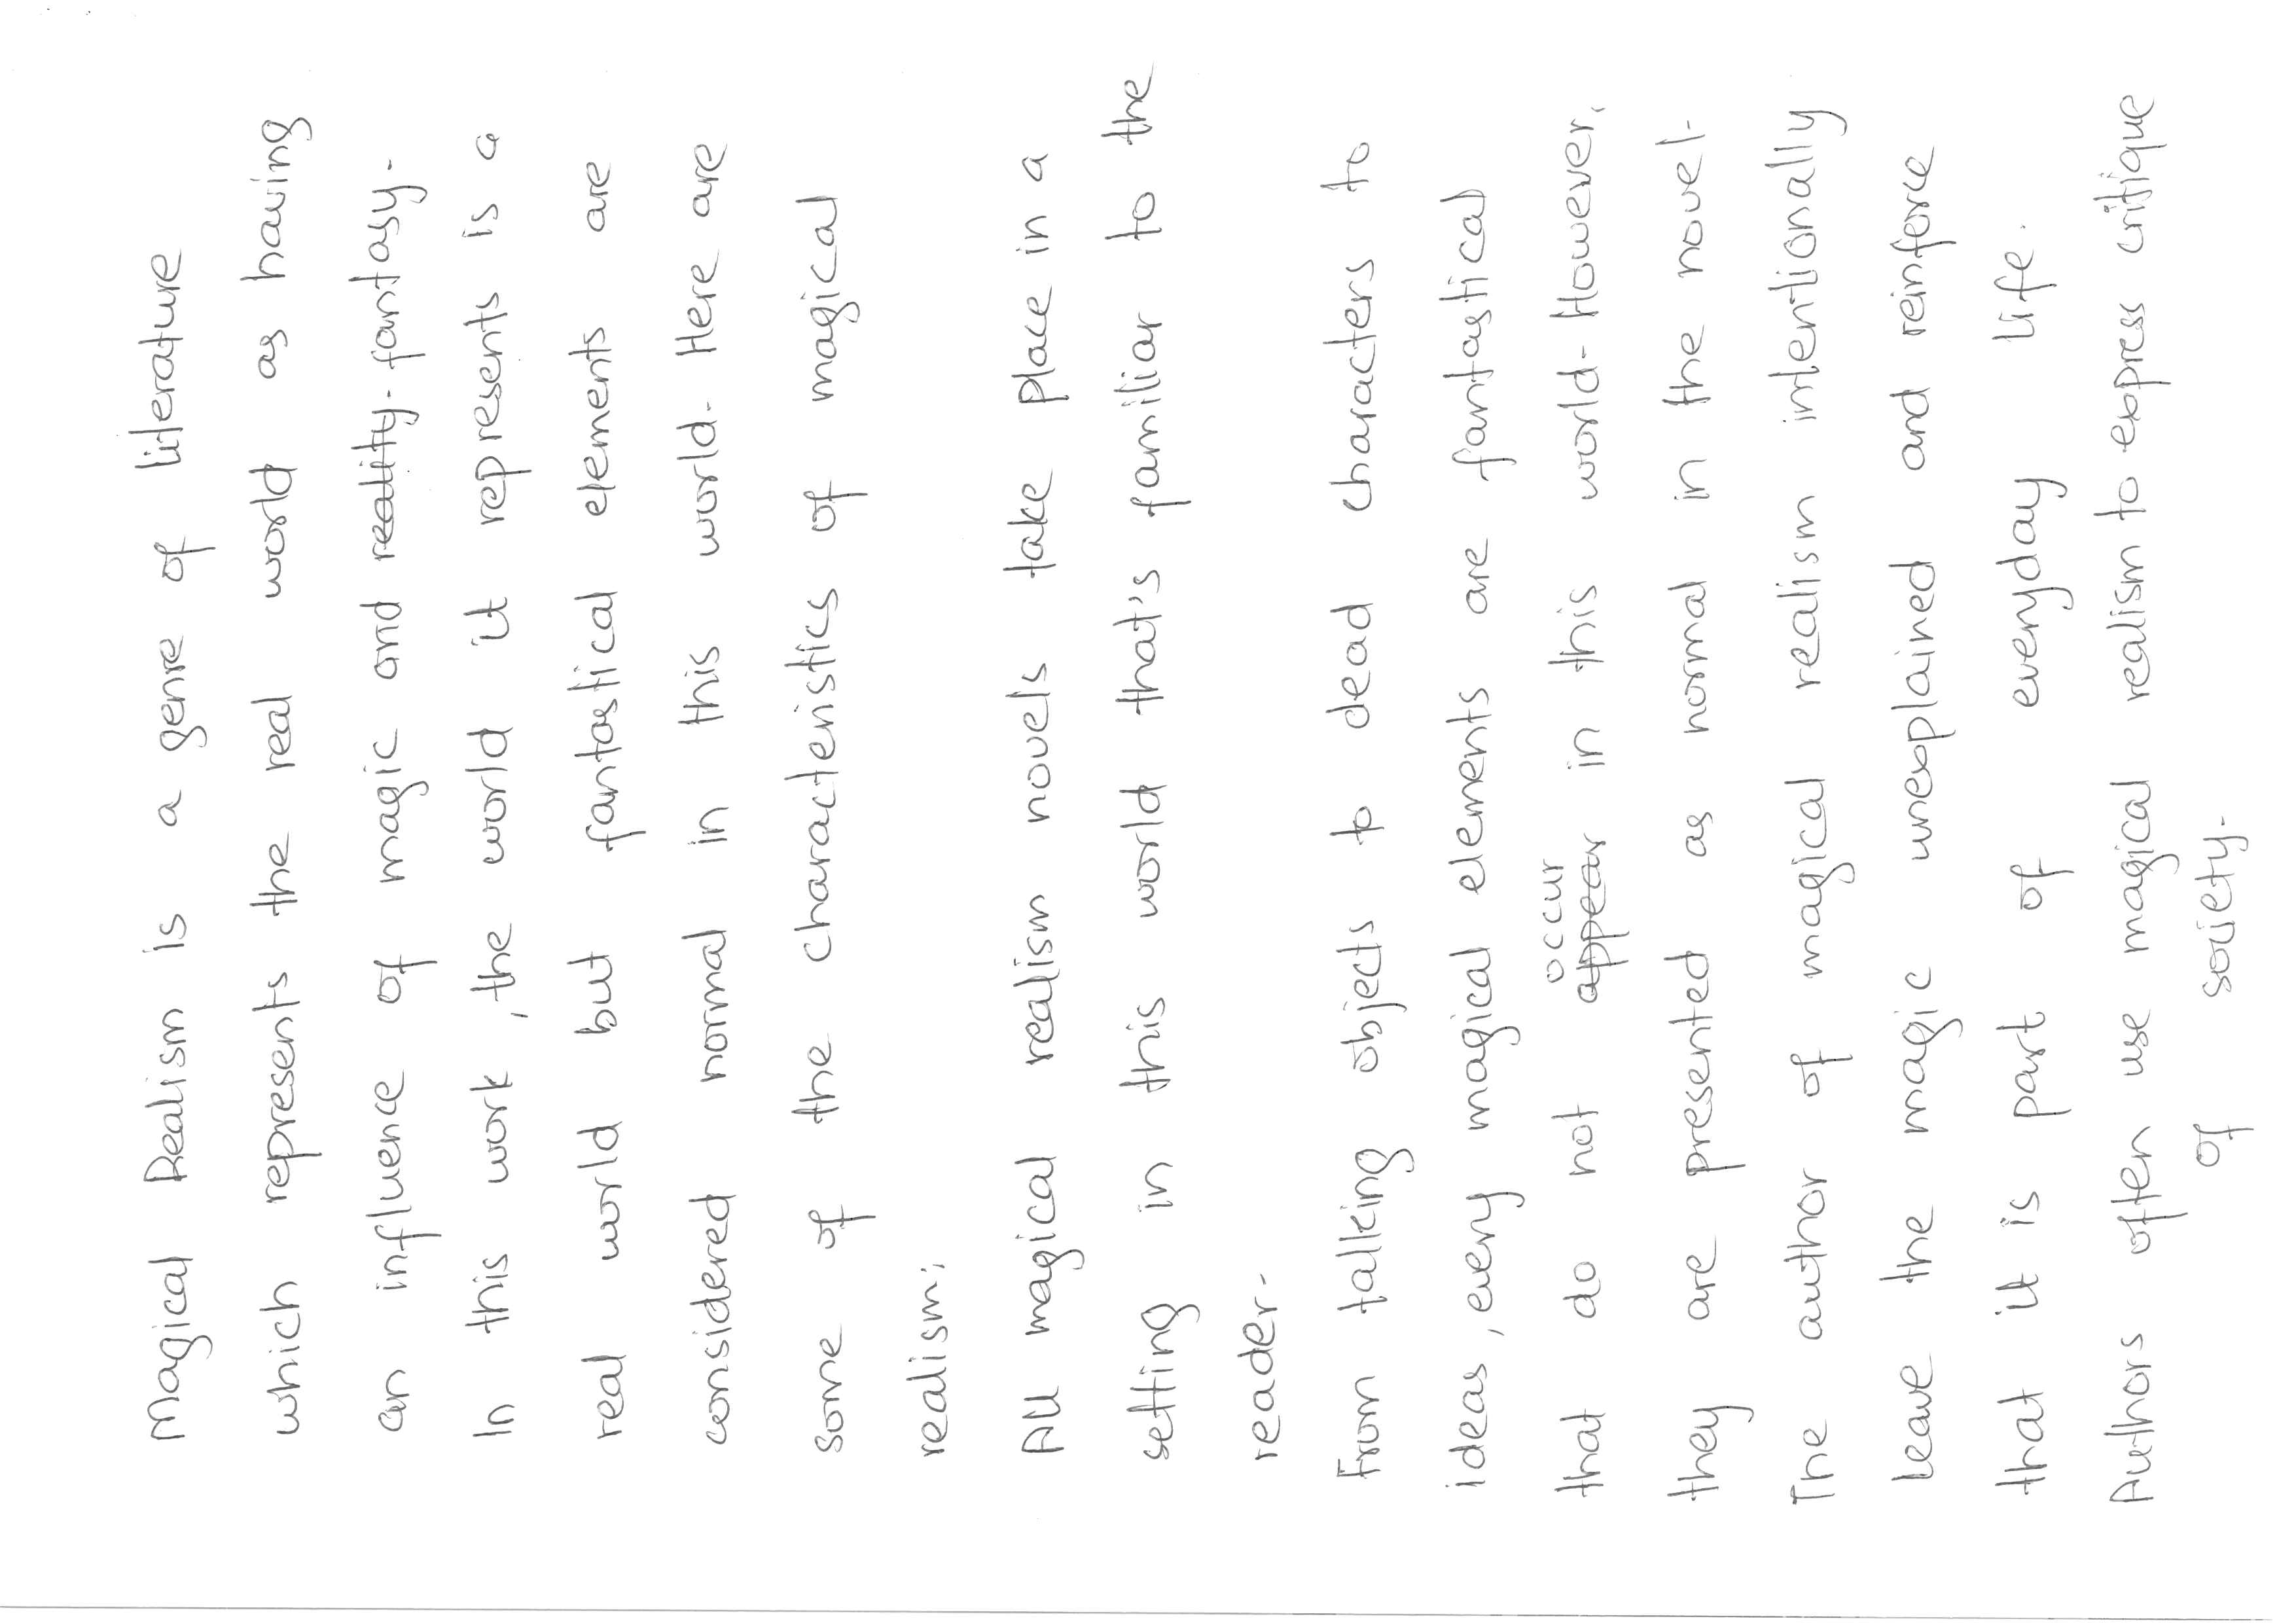 Magical Realism is a genre of literature
which represents the real world as having
an influence of magic and ~~reality.~~ fantasy.
In this work, the world it represents is a
real world but fantastical elements are
considered normal in this world. Here are
some of the characteristics of magical
realism:
All magical realism novels take place in a
setting in this world that's familiar to the
reader.
From talking objects to dead characters to
ideas, every magical elements are fantastical
that do not ~~appear~~ occur in this world. However,
they are presented as normal in the novel.
The author of magical realism intentionally
leave the magic unexplained and reinforce
that it is part of everyday life.
Authors often use magical realism to express critique
of society.